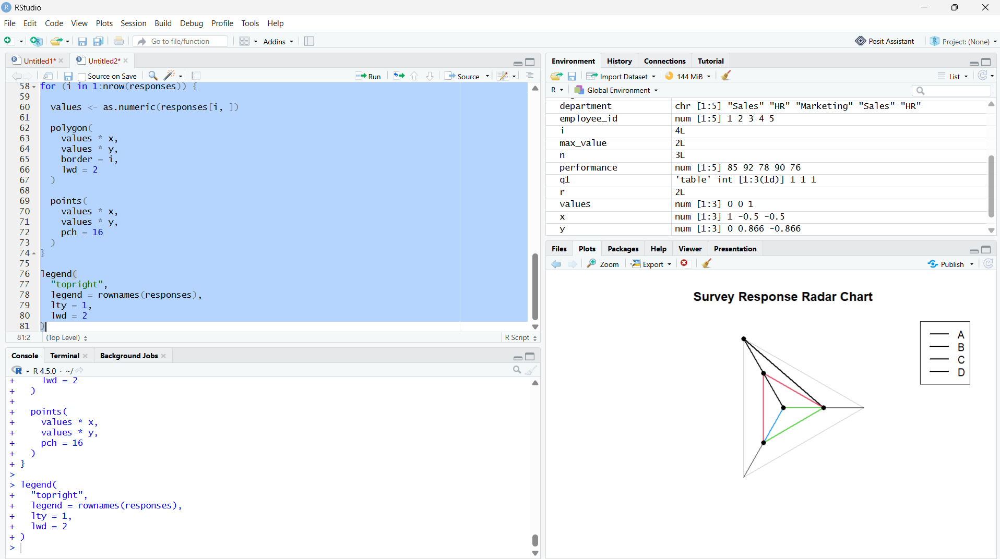 RStudio
File Edit Code View Plots Session Build Debug Profile Tools Help
Go to file/function Addins Posit Assistant Project: (None)
Untitled1* Untitled2*
Source on Save Run Source
58 for (i in 1:nrow(responses)) {
59
60 values <- as.numeric(responses[i, ])
61
62 polygon(
63 values * x,
64 values * y,
65 border = i,
66 lwd = 2
67 )
68
69 points(
70 values * x,
71 values * y,
72 pch = 16
73 )
74 }
75
76 legend(
77 "topright",
78 legend = rownames(responses),
79 lty = 1,
80 lwd = 2
81 )
81:2 (Top Level) R Script
Console Terminal Background Jobs
R 4.5.0 · ~/
+ lwd = 2
+ )
+
+ points(
+ values * x,
+ values * y,
+ pch = 16
+ )
+ }
>
> legend(
+ "topright",
+ legend = rownames(responses),
+ lty = 1,
+ lwd = 2
+ )
>
Environment History Connections Tutorial
Import Dataset 144 MiB List
R Global Environment
department chr [1:5] "Sales" "HR" "Marketing" "Sales" "HR"
employee_id num [1:5] 1 2 3 4 5
i 4L
max_value 2L
n 3L
performance num [1:5] 85 92 78 90 76
q1 'table' int [1:3(1d)] 1 1 1
r 2L
values num [1:3] 0 0 1
x num [1:3] 1 -0.5 -0.5
y num [1:3] 0 0.866 -0.866
Files Plots Packages Help Viewer Presentation
Zoom Export Publish
Survey Response Radar Chart
A
B
C
D